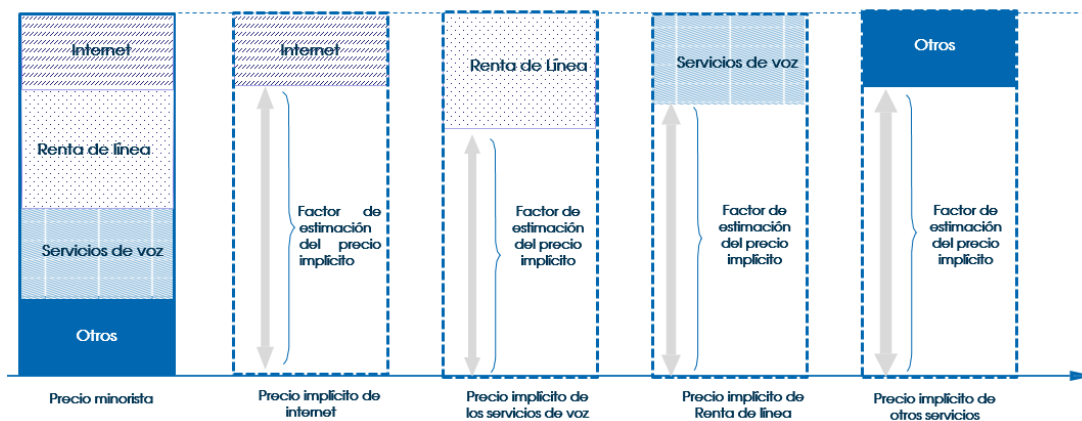 Internet
Renta de línea
Servicios de voz
Otros
Precio minorista
Internet
Factor de
estimación
del precio
implícito
Precio implícito de
internet
Renta de Línea
Factor de
estimación
del precio
implícito
Precio implícito de
los servicios de voz
Servicios de voz
Factor de
estimación
del precio
implícito
Precio implícito de
Renta de línea
Otros
Factor de
estimación
del precio
implícito
Precio implícito de
otros servicios